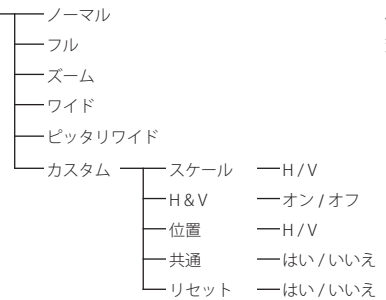 ノーマル
フル
ズーム
ワイド
ピッタリワイド
カスタム スケール H / V
H & V オン / オフ
位置 H / V
共通 はい / いいえ
リセット はい / いいえ